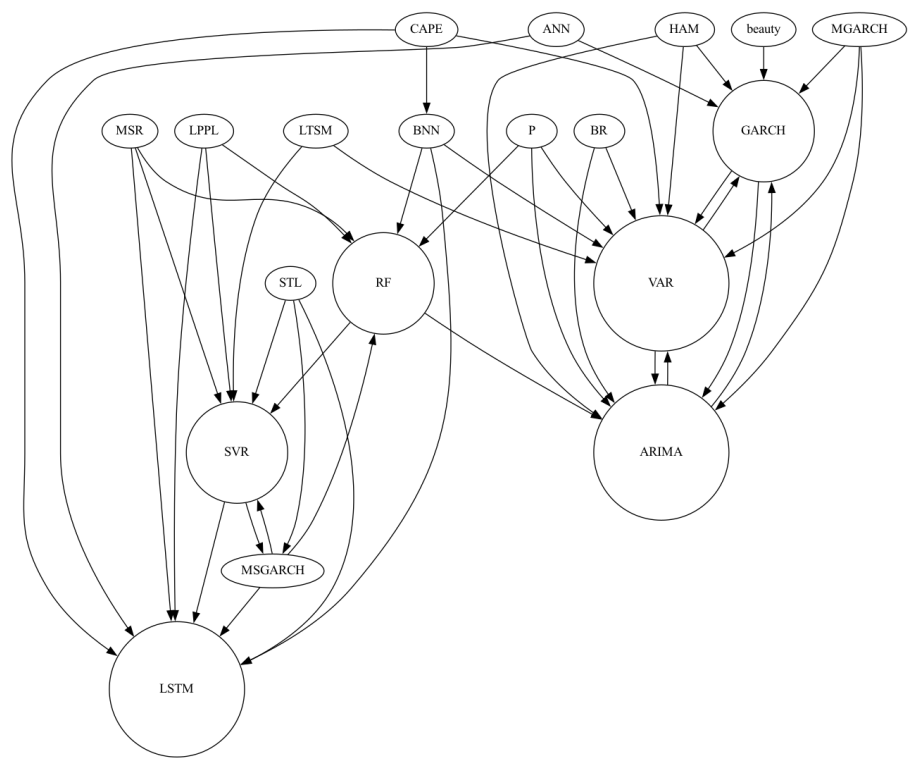 CAPE
ANN
HAM
beauty
MGARCH
MSR
LPPL
LTSM
BNN
P
BR
GARCH
STL
RF
VAR
SVR
ARIMA
MSGARCH
LSTM